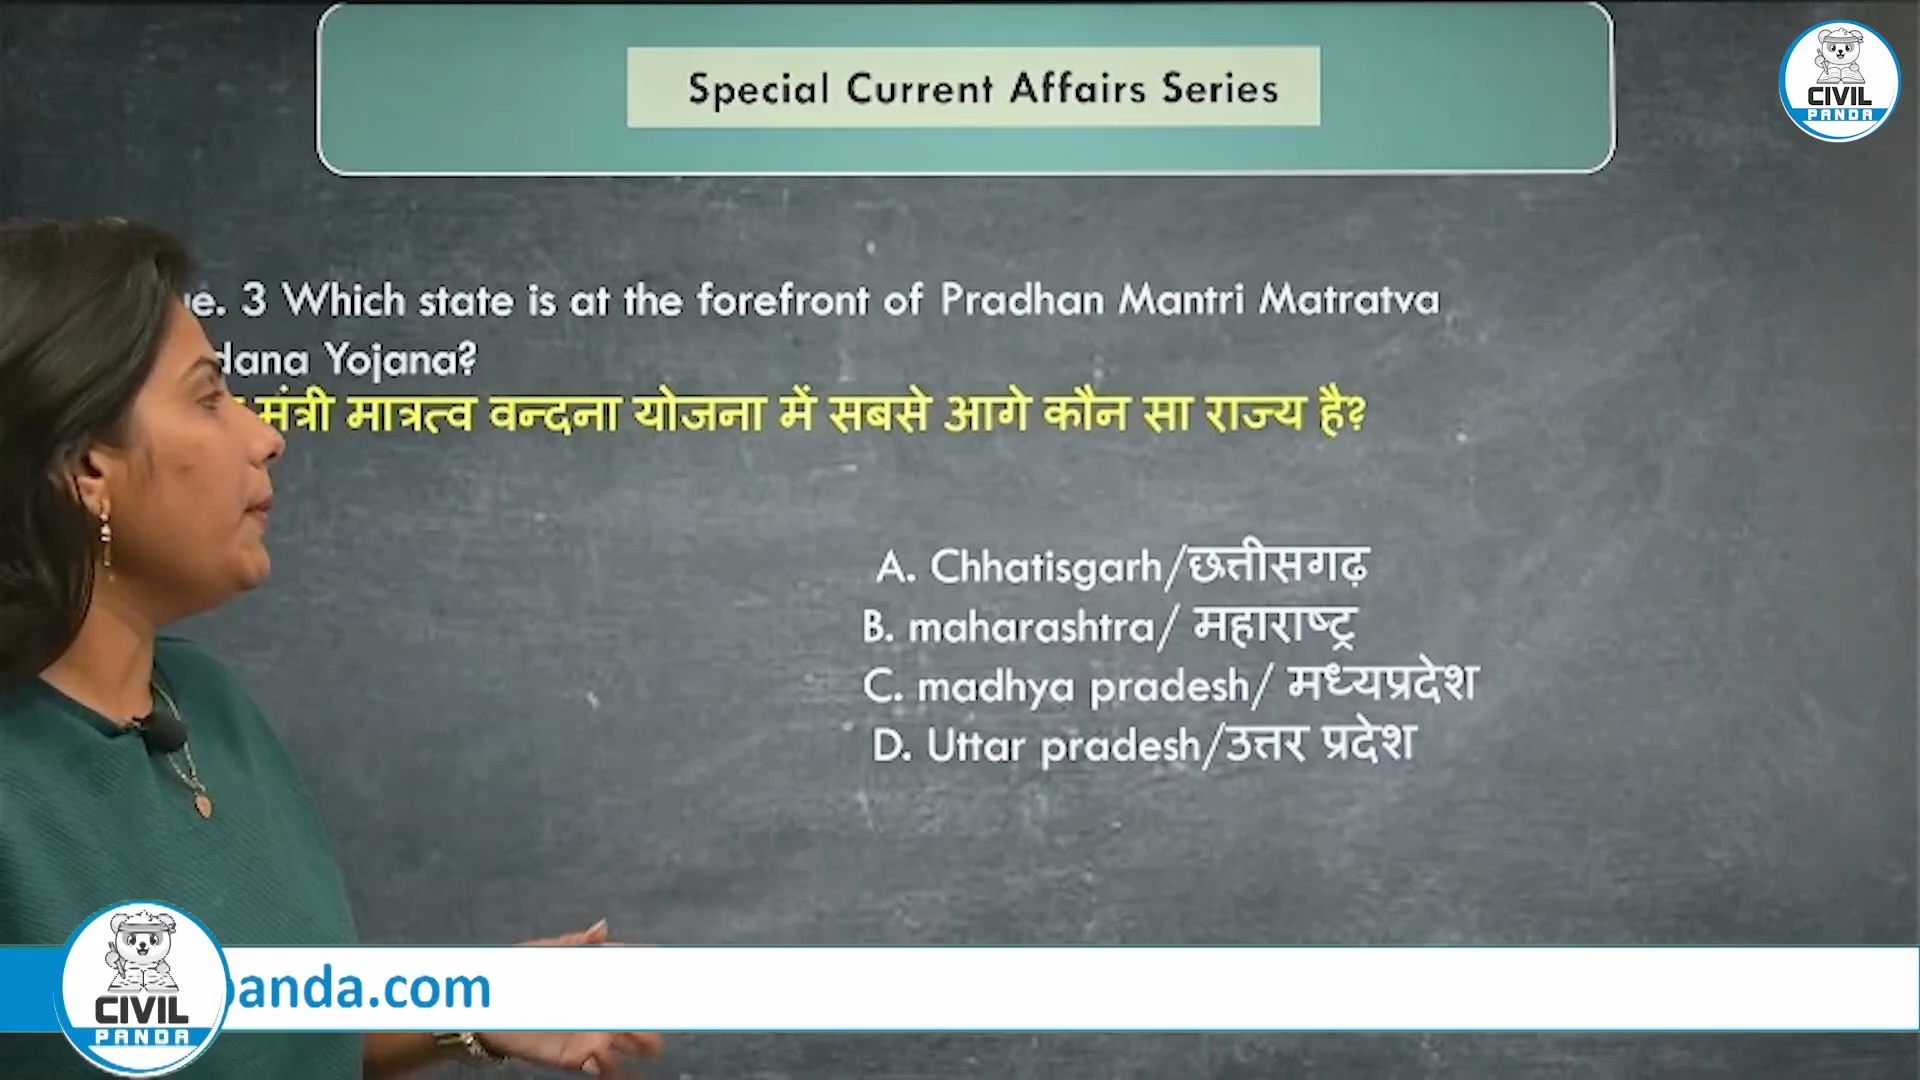 Special Current Affairs Series
CIVIL
PANDA
3 Which state is at the forefront of Pradhan Mantri Matratva
Yojana?
मंत्री मात्रत्व वन्दना योजना में सबसे आगे कौन सा राज्य है?
A. Chhatisgarh/छत्तीसगढ़
B. maharashtra/ महाराष्ट्र
C. madhya pradesh/ मध्यप्रदेश
D. Uttar pradesh/उत्तर प्रदेश
CIVIL
PANDA
panda.com